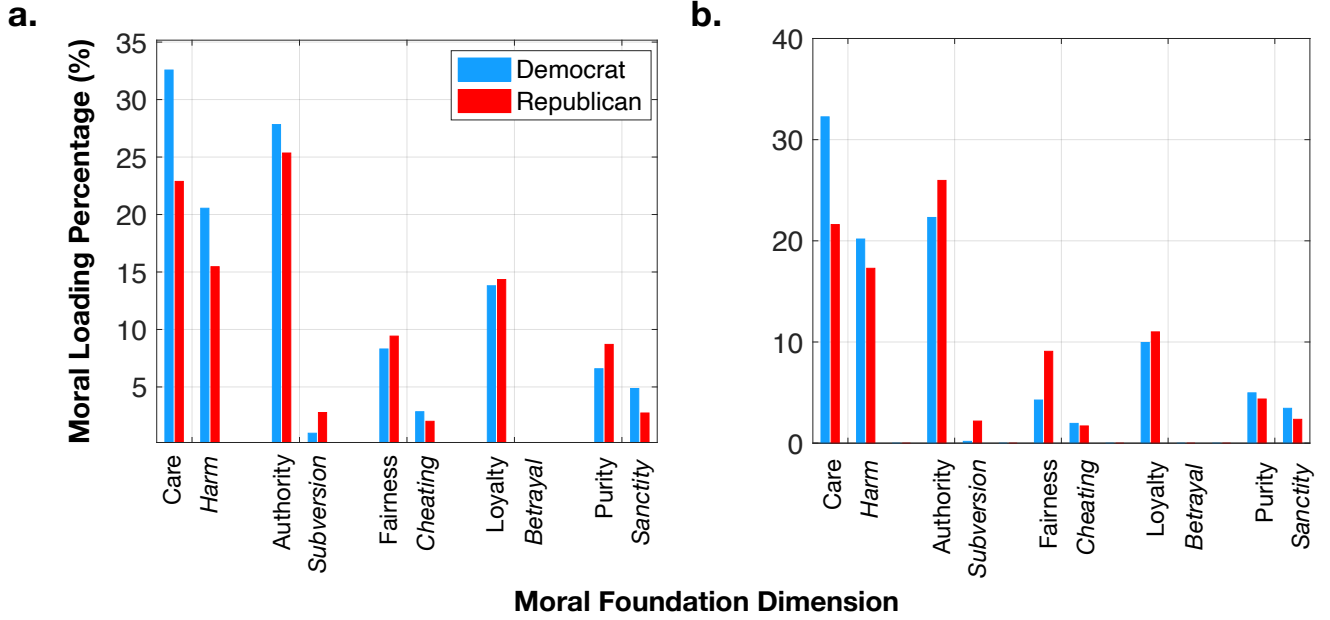 a.
Moral Loading Percentage (%)
35
30
25
20
15
10
5
Democrat
Republican
Care
Harm
Authority
Subversion
Fairness
Cheating
Loyalty
Betrayal
Purity
Sanctity
b.
40
30
20
10
0
Care
Harm
Authority
Subversion
Fairness
Cheating
Loyalty
Betrayal
Purity
Sanctity
Moral Foundation Dimension